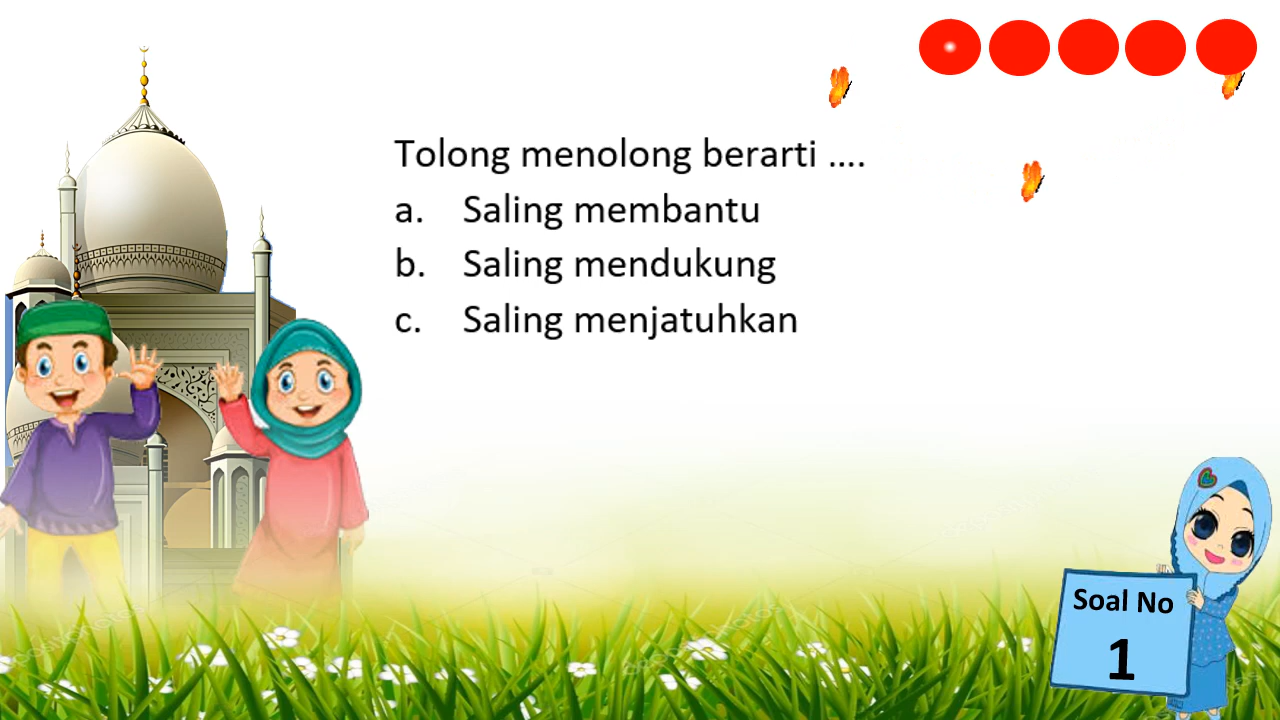 Tolong menolong berarti ....
a. Saling membantu
b. Saling mendukung
c. Saling menjatuhkan
Soal No
1